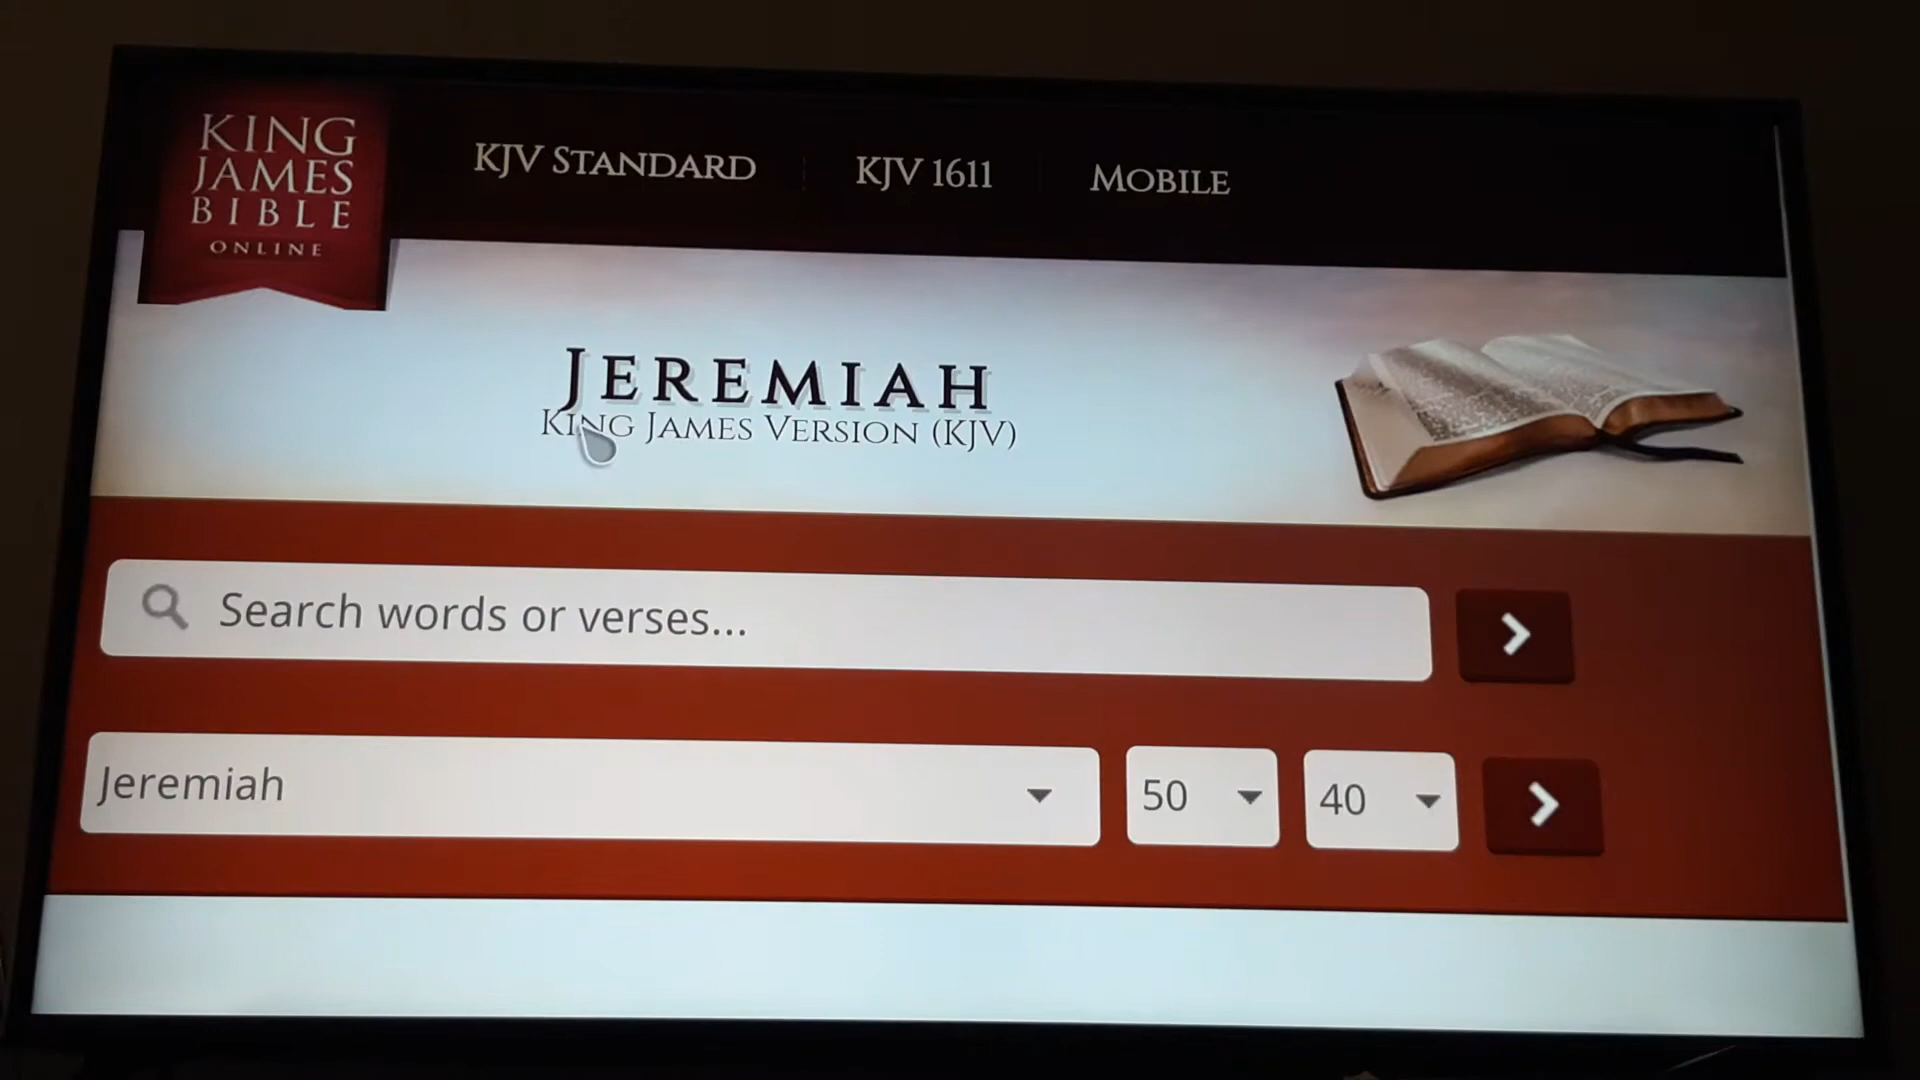 KING
JAMES
BIBLE
ONLINE
KJV STANDARD
KJV 1611
MOBILE
JEREMIAH
KING JAMES VERSION (KJV)
Search words or verses...
Jeremiah
50
40